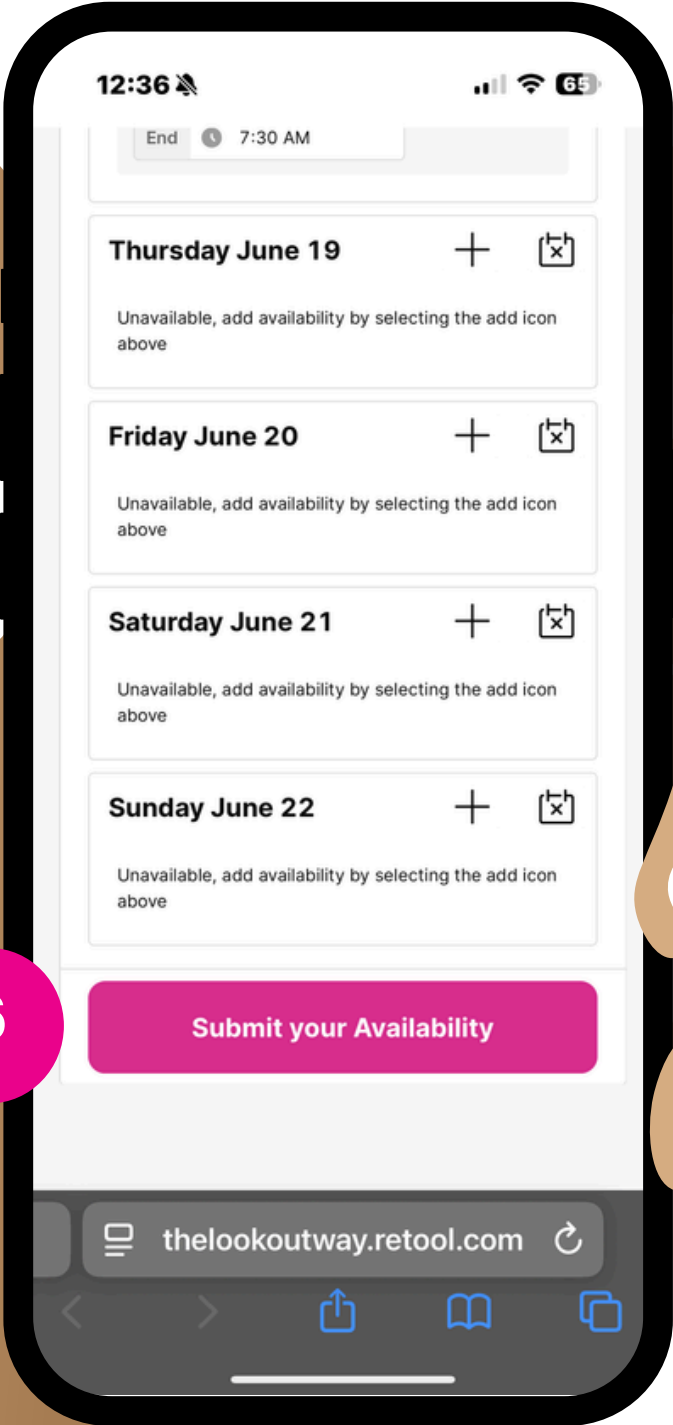 12:36
65
End 7:30 AM
Thursday June 19
Unavailable, add availability by selecting the add icon
above
Friday June 20
Unavailable, add availability by selecting the add icon
above
Saturday June 21
Unavailable, add availability by selecting the add icon
above
Sunday June 22
Unavailable, add availability by selecting the add icon
above
Submit your Availability
thelookoutway.retool.com